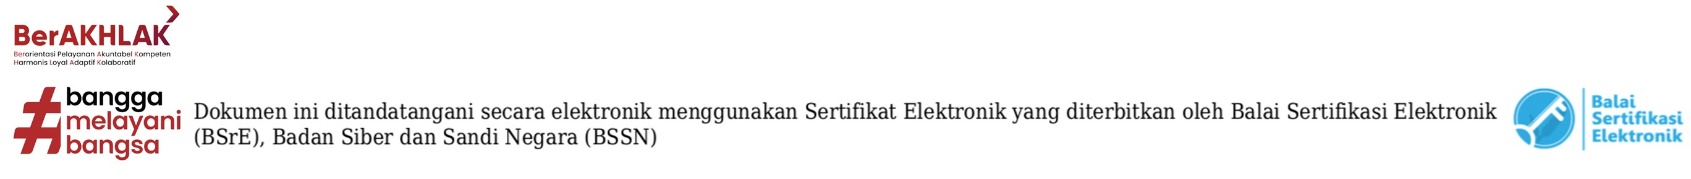 BerAKHLAK
Berorientasi Pelayanan Akuntabel Kompeten
Harmonis Loyal Adaptif Kolaboratif
#bangga
melayani
bangsa
Dokumen ini ditandatangani secara elektronik menggunakan Sertifikat Elektronik yang diterbitkan oleh Balai Sertifikasi Elektronik
(BSrE), Badan Siber dan Sandi Negara (BSSN)
Balai
Sertifikasi
Elektronik